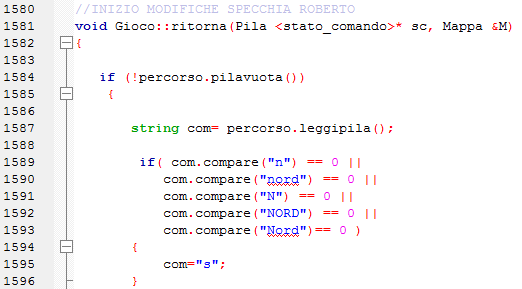 1580 //INIZIO MODIFICHE SPECCHIA ROBERTO
1581 void Gioco::ritorna(Pila <stato_comando>* sc, Mappa &M)
1582 {
1583
1584 if (!percorso.pilavuota())
1585 {
1586
1587 string com= percorso.leggipila();
1588
1589 if( com.compare("n") == 0 ||
1590 com.compare("nord") == 0 ||
1591 com.compare("N") == 0 ||
1592 com.compare("NORD") == 0 ||
1593 com.compare("Nord")== 0 )
1594 {
1595 com="s";
1596 }